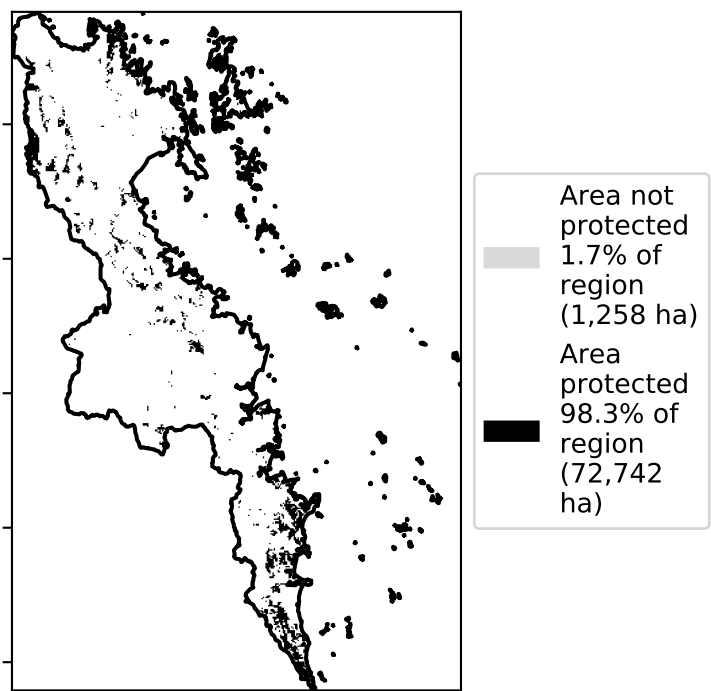 Area not
protected
1.7% of
region
(1,258 ha)
Area
protected
98.3% of
region
(72,742
ha)